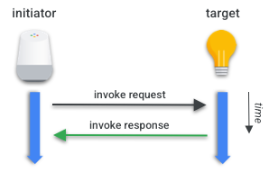 initiator
target
invoke request
invoke response
time